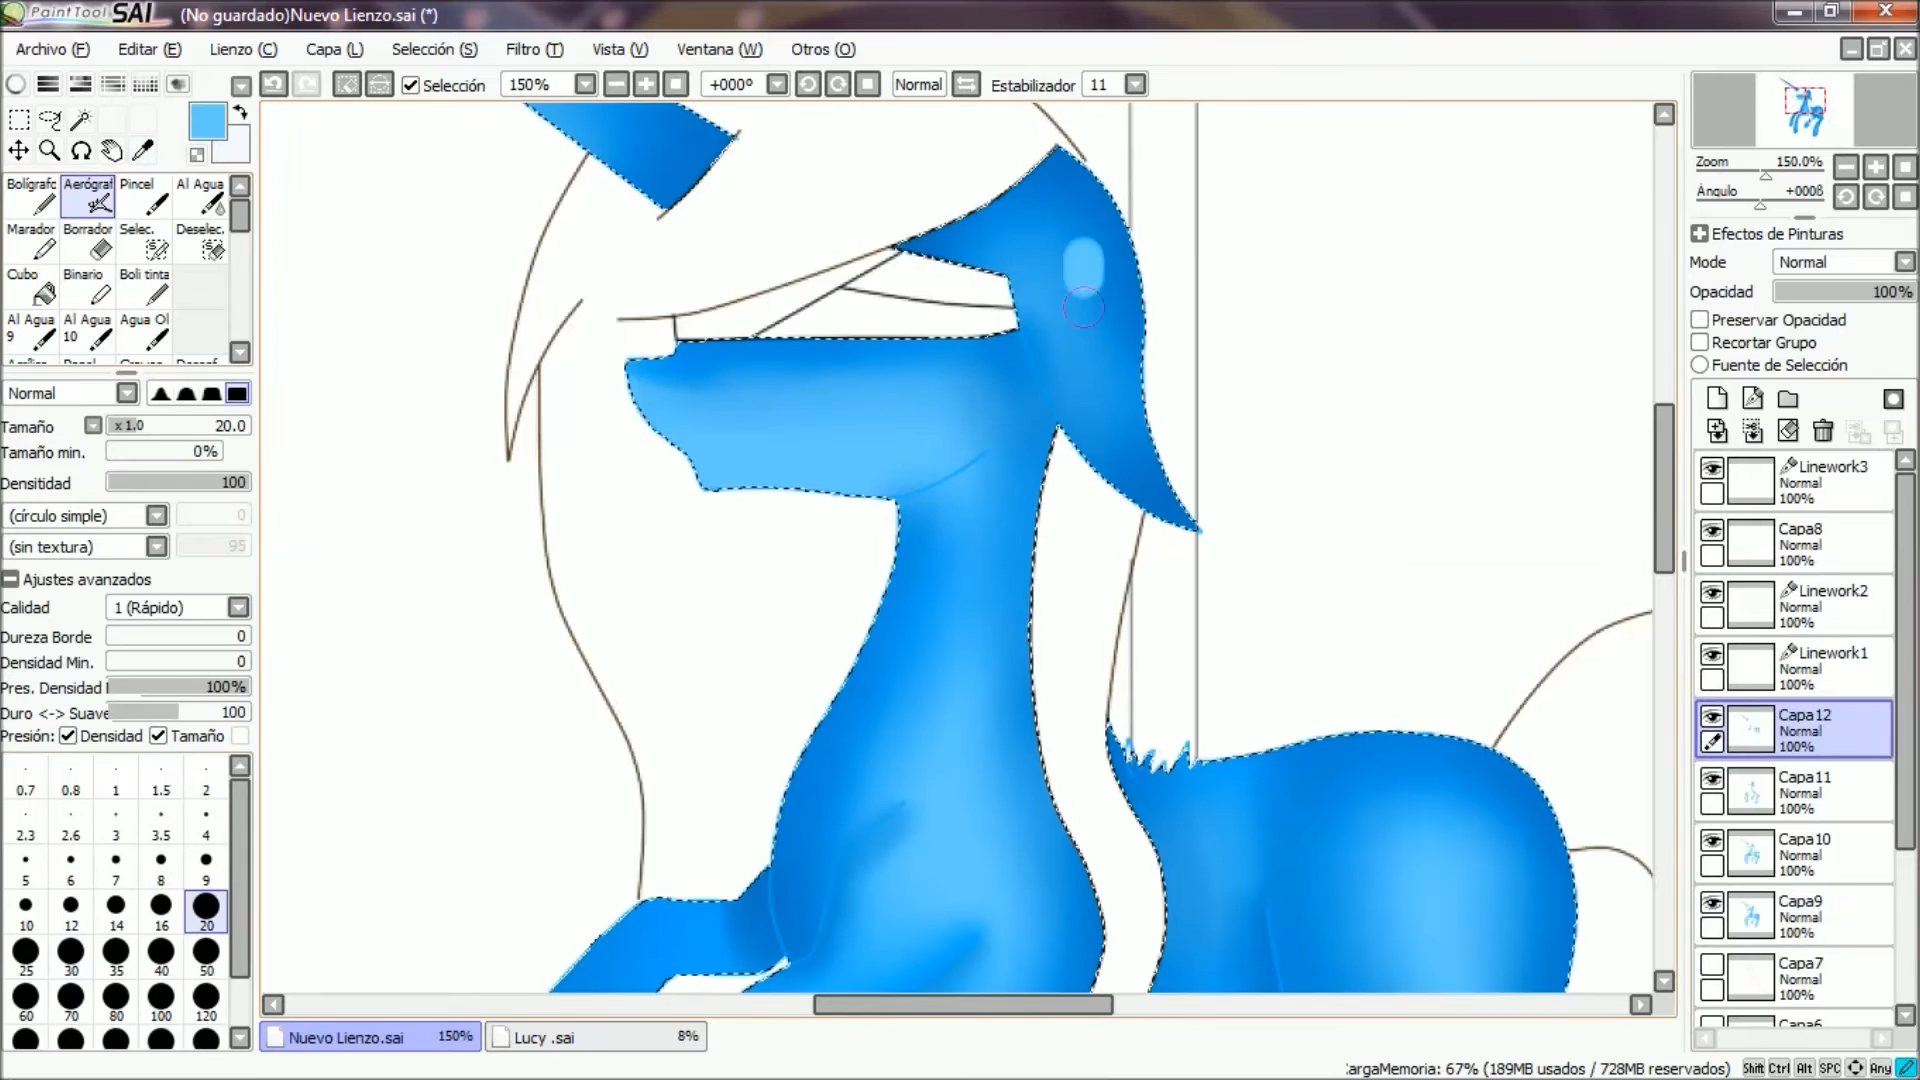 PaintTool SAI (No guardado)Nuevo Lienzo.sai (*)
Archivo (F) Editar (E) Lienzo (C) Capa (L) Selección (S) Filtro (T) Vista (V) Ventana (W) Otros (O)
Selección 150% +000º Normal Estabilizador 11
Bolígrafc Aerógraf Pincel Al Agua
Marador Borrador Selec. Deselec.
Cubo Binario Boli tinta
Al Agua 9 Al Agua 10 Agua Ol
Normal
Tamaño x 1.0 20.0
Tamaño min. 0%
Densitidad 100
(círculo simple) 0
(sin textura) 95
Ajustes avanzados
Calidad 1 (Rápido)
Dureza Borde 0
Densidad Min. 0
Pres. Densidad 100%
Duro <-> Suave 100
Presión: Densidad Tamaño
0.7 0.8 1 1.5 2
2.3 2.6 3 3.5 4
5 6 7 8 9
10 12 14 16 20
25 30 35 40 50
60 70 80 100 120
Zoom 150.0%
Ángulo +000ß
Efectos de Pinturas
Mode Normal
Opacidad 100%
Preservar Opacidad
Recortar Grupo
Fuente de Selección
Linework3
Normal
100%
Capa8
Normal
100%
Linework2
Normal
100%
Linework1
Normal
100%
Capa12
Normal
100%
Capa11
Normal
100%
Capa10
Normal
100%
Capa9
Normal
100%
Capa7
Normal
100%
Nuevo Lienzo.sai 150% Lucy .sai 8%
argaMemoria: 67% (189MB usados / 728MB reservados) Shift Ctrl Alt SPC Any